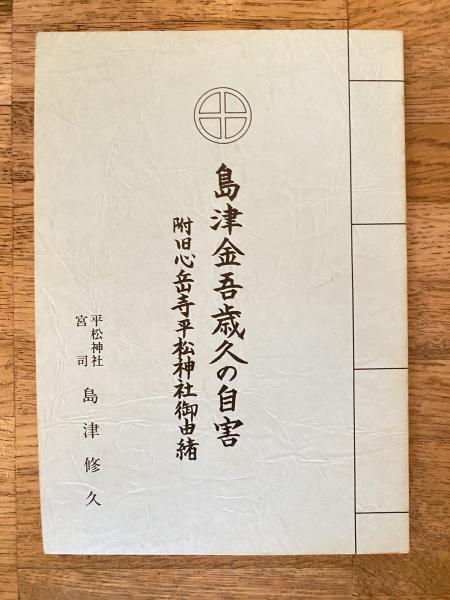 島津金吾歳久の自害
附旧心岳寺平松神社御由緒
平松神社
宮司
島津修久